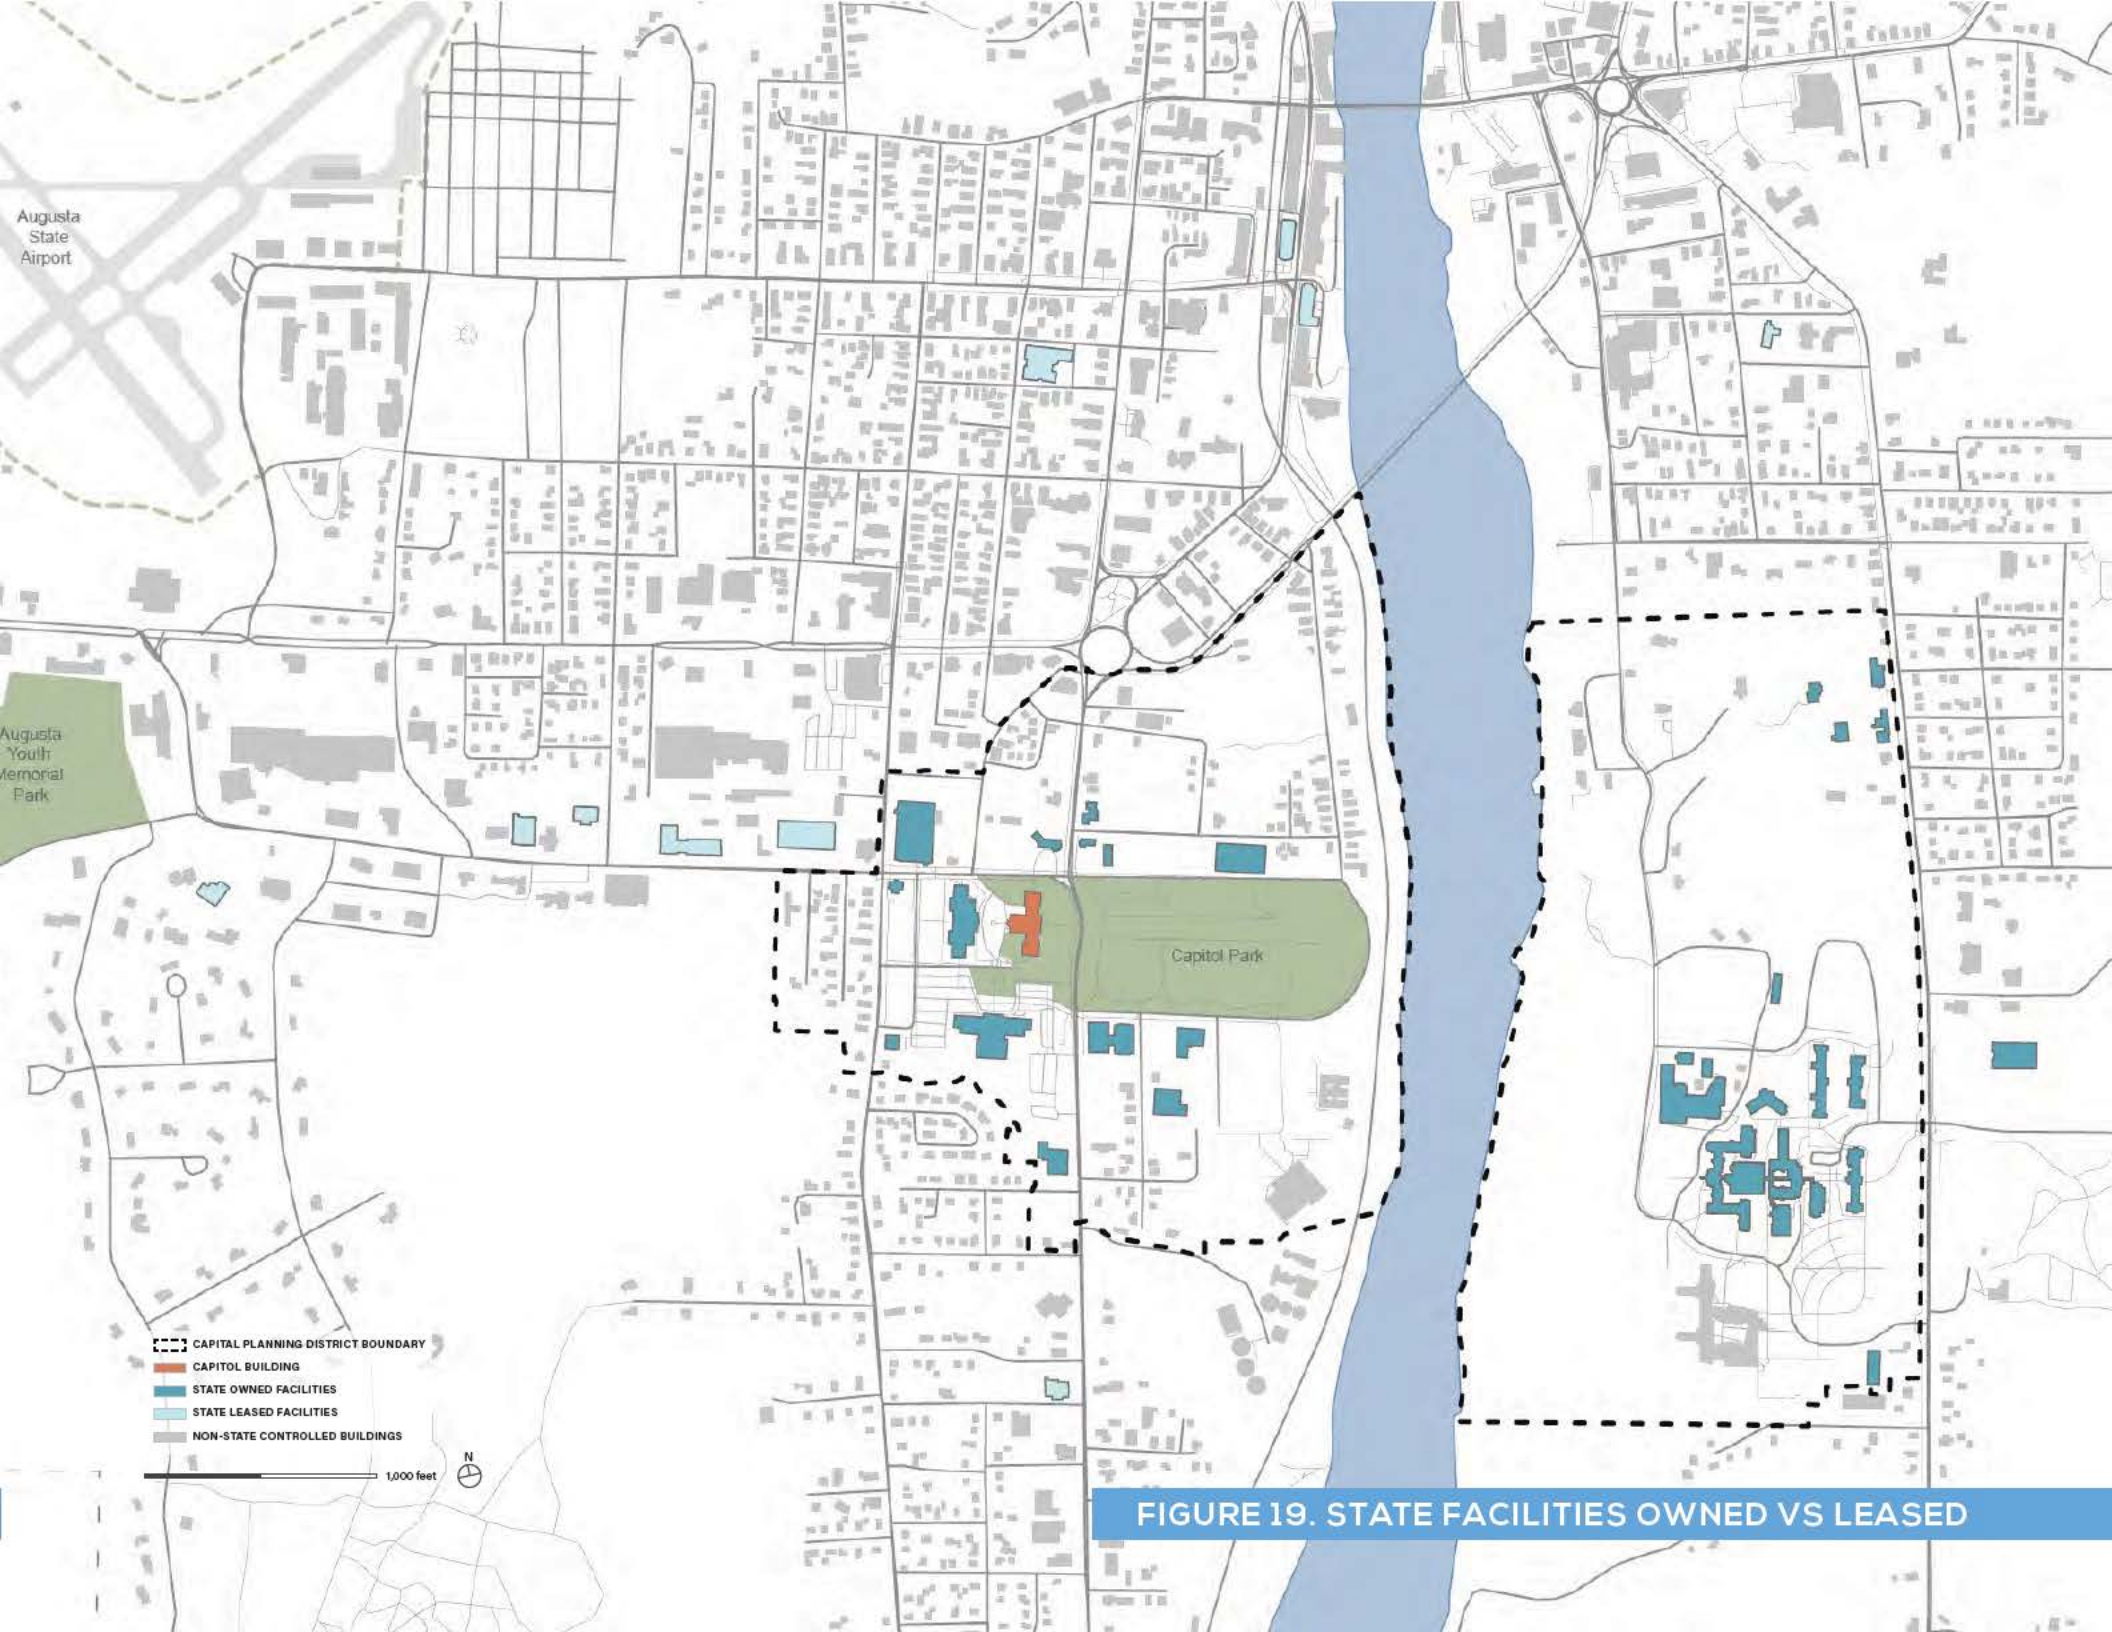 Augusta
State
Airport
Augusta
Youth
Memorial
Park
Capitol Park
CAPITAL PLANNING DISTRICT BOUNDARY
CAPITOL BUILDING
STATE OWNED FACILITIES
STATE LEASED FACILITIES
NON-STATE CONTROLLED BUILDINGS
1,000 feet
N
FIGURE 19. STATE FACILITIES OWNED VS LEASED